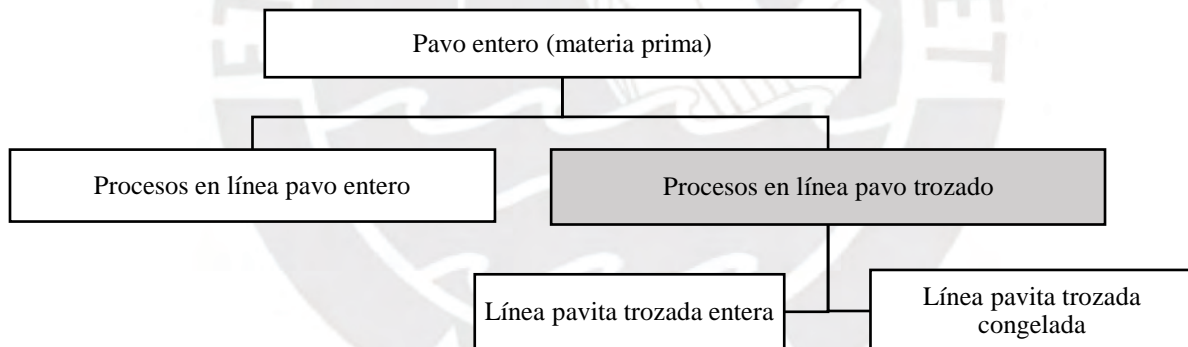 Pavo entero (materia prima)
Procesos en línea pavo entero
Procesos en línea pavo trozado
Línea pavita trozada entera
Línea pavita trozada
congelada